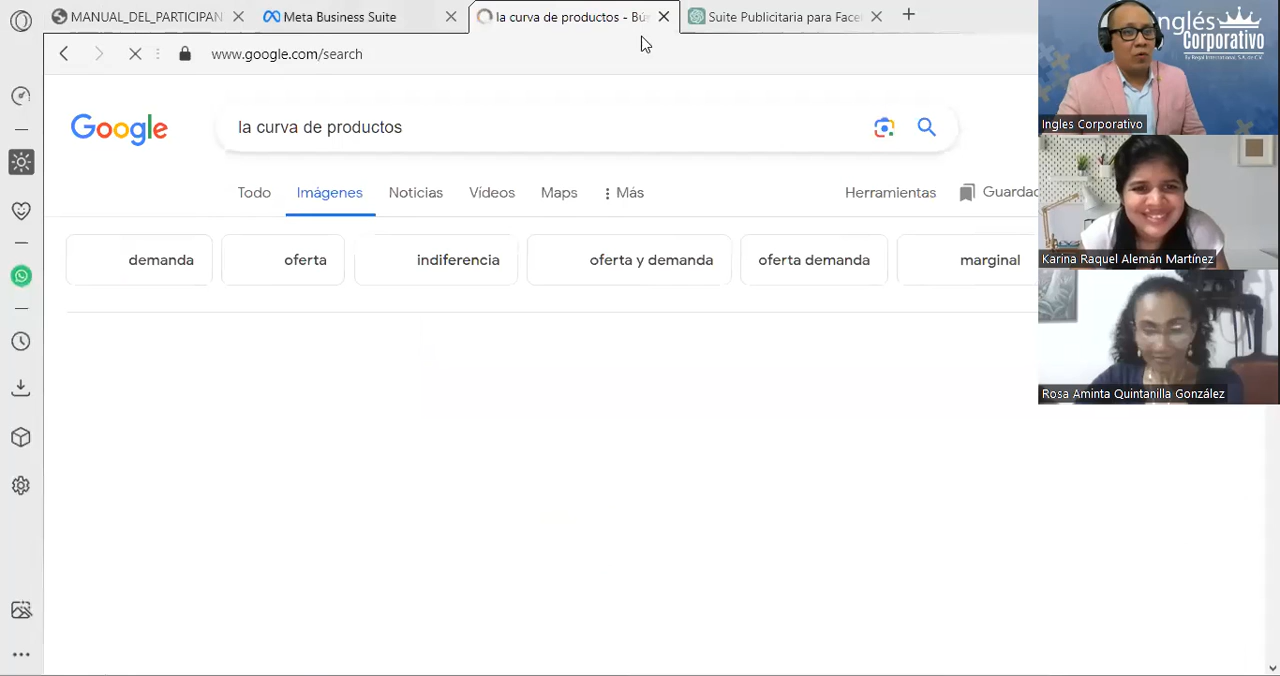 MANUAL_DEL_PARTICIPAN
Meta Business Suite
la curva de productos - Bú
Suite Publicitaria para Face
www.google.com/search
Google
la curva de productos
Todo
Imágenes
Noticias
Vídeos
Maps
Más
Herramientas
Guardad
demanda
oferta
indiferencia
oferta y demanda
oferta demanda
marginal
inglés
Corporativo
Ingles Corporativo
Karina Raquel Alemán Martínez
Rosa Aminta Quintanilla González